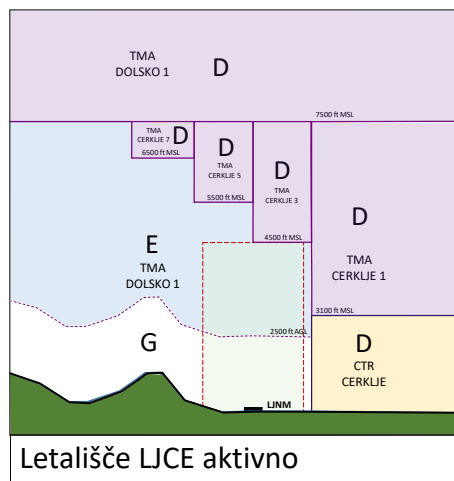 TMA
DOLSKO 1
D
7500 ft MSL
TMA
CERKLJE 7
D
6500 ft MSL
D
TMA
CERKLJE 5
5500 ft MSL
D
TMA
CERKLJE 3
4500 ft MSL
D
TMA
CERKLJE 1
3100 ft MSL
E
TMA
DOLSKO 1
2500 ft AGL
G
D
CTR
CERKLJE
LJNM
Letališče LJCE aktivno